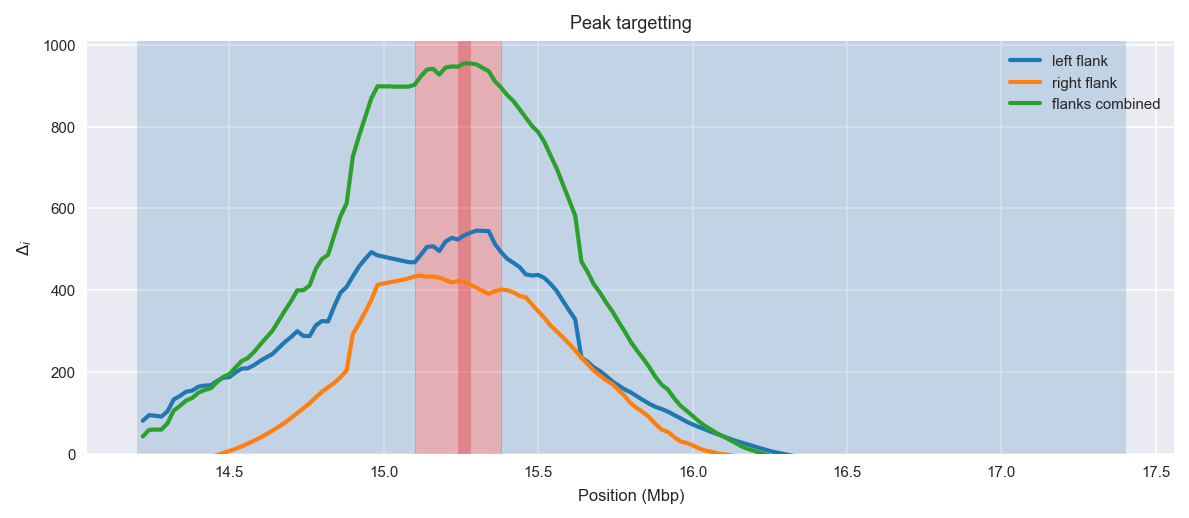 Peak targetting
1000
800
600
400
200
0
Δi
14.5
15.0
15.5
16.0
16.5
17.0
17.5
Position (Mbp)
left flank
right flank
flanks combined